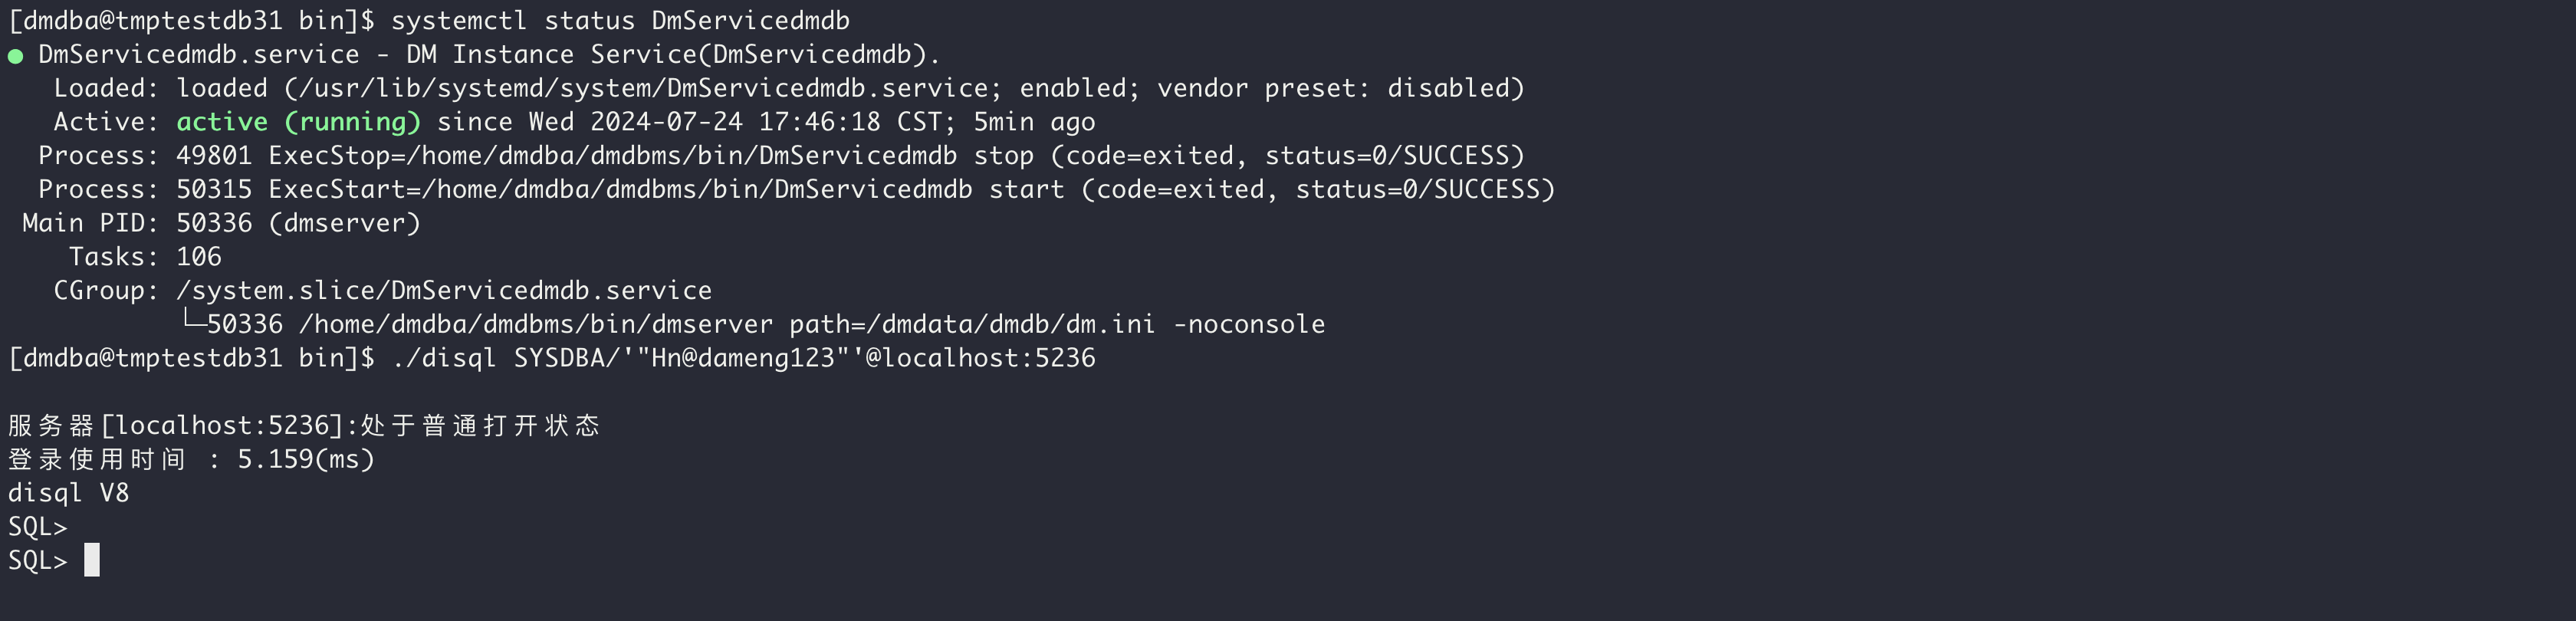 [dmdba@tmptestdb31 bin]$ systemctl status DmServicedmdb
● DmServicedmdb.service - DM Instance Service(DmServicedmdb).
   Loaded: loaded (/usr/lib/systemd/system/DmServicedmdb.service; enabled; vendor preset: disabled)
   Active: active (running) since Wed 2024-07-24 17:46:18 CST; 5min ago
  Process: 49801 ExecStop=/home/dmdba/dmdbms/bin/DmServicedmdb stop (code=exited, status=0/SUCCESS)
  Process: 50315 ExecStart=/home/dmdba/dmdbms/bin/DmServicedmdb start (code=exited, status=0/SUCCESS)
 Main PID: 50336 (dmserver)
    Tasks: 106
   CGroup: /system.slice/DmServicedmdb.service
           └─50336 /home/dmdba/dmdbms/bin/dmserver path=/dmdata/dmdb/dm.ini -noconsole
[dmdba@tmptestdb31 bin]$ ./disql SYSDBA/'"Hn@dameng123"'@localhost:5236
服务器[localhost:5236]:处于普通打开状态
登录使用时间 : 5.159(ms)
disql V8
SQL>
SQL>